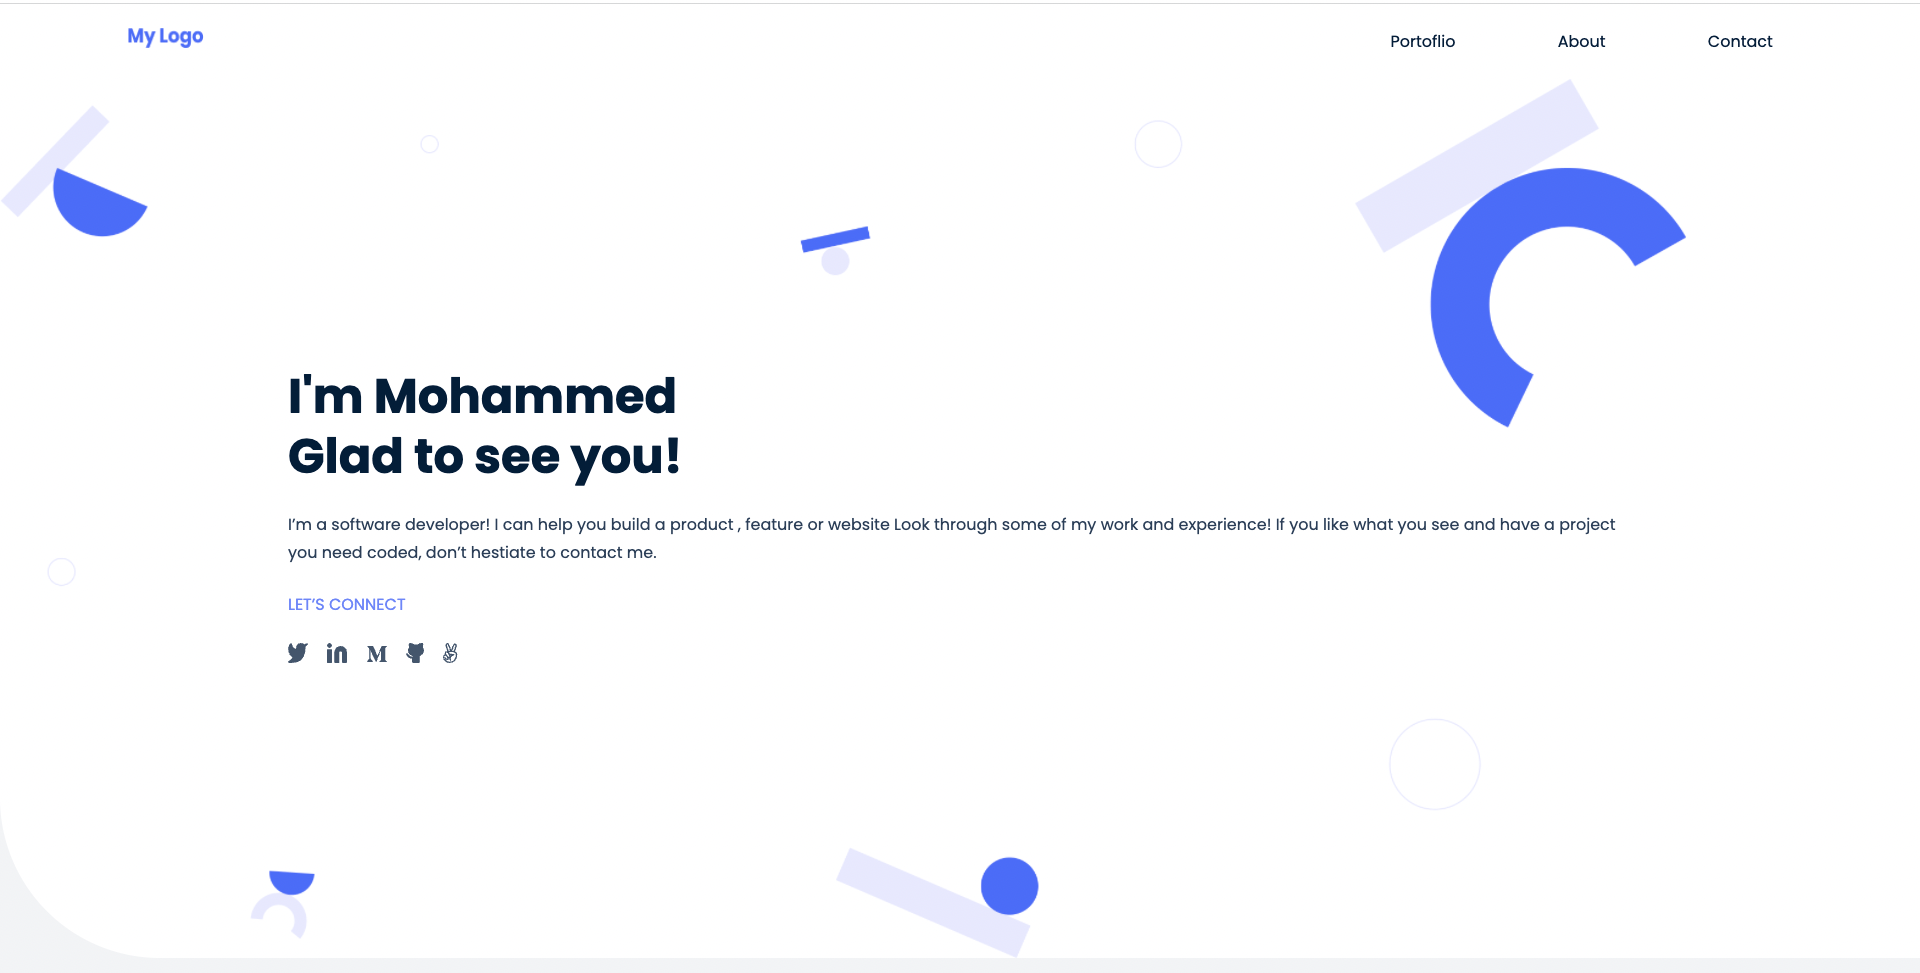 My Logo
Portoflio
About
Contact
I'm Mohammed
Glad to see you!
I’m a software developer! I can help you build a product , feature or website Look through some of my work and experience! If you like what you see and have a project
you need coded, don’t hestiate to contact me.
LET’S CONNECT